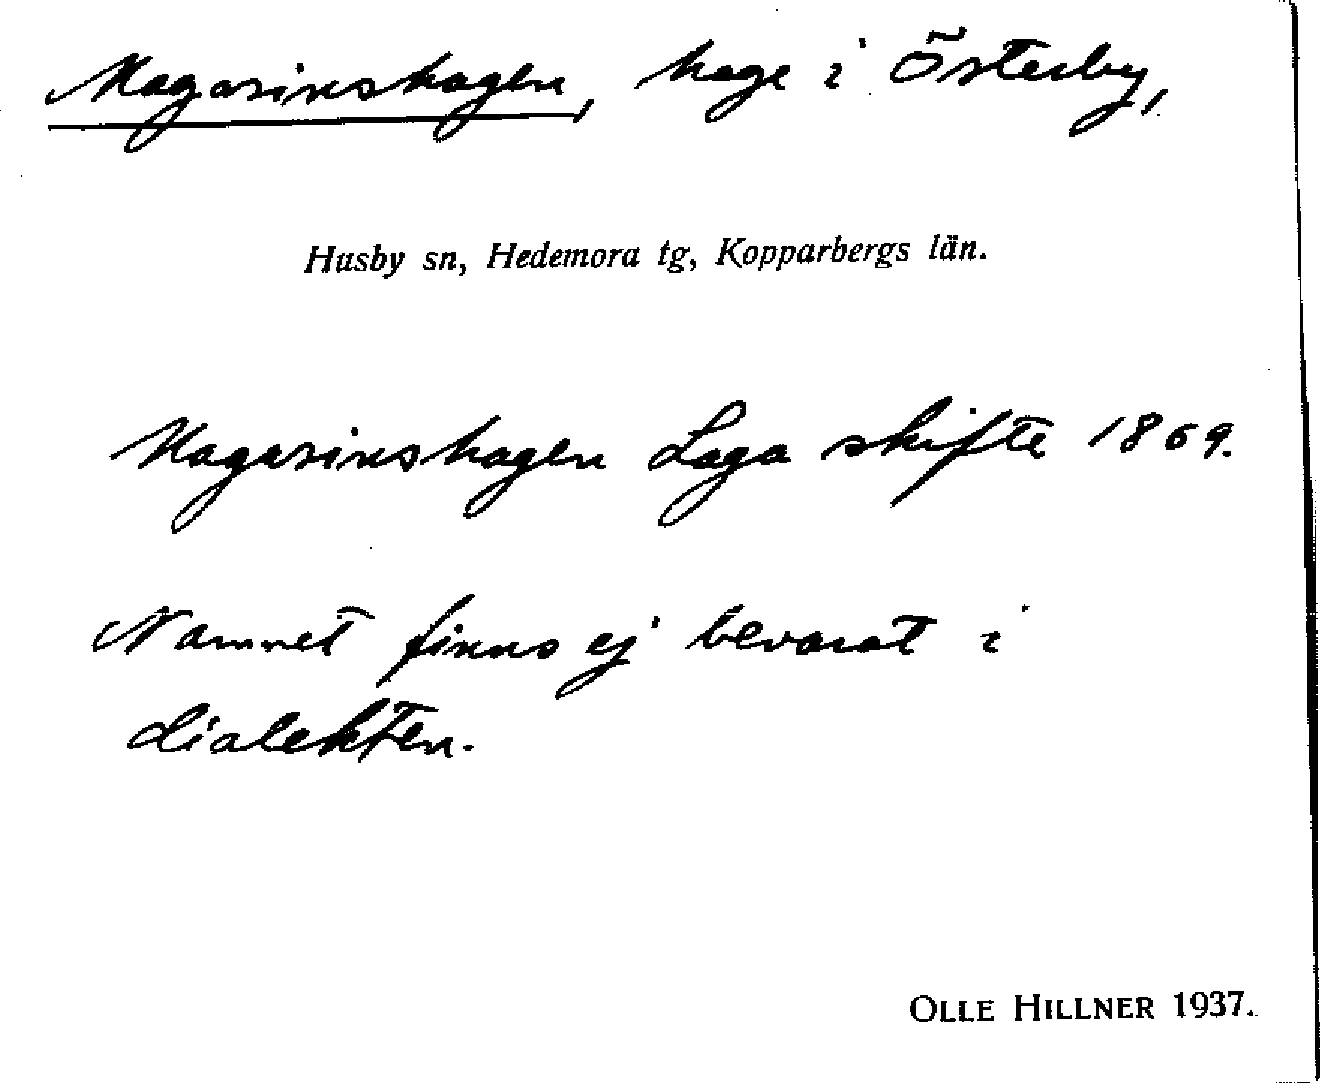 Magasinshagen, hage i Österby,
Husby sn, Hedemora tg, Kopparbergs län.
Magasinshagen Laga skifte 1869.
Namnet finns ej bevarat i
dialekten.
OLLE HILLNER 1937.